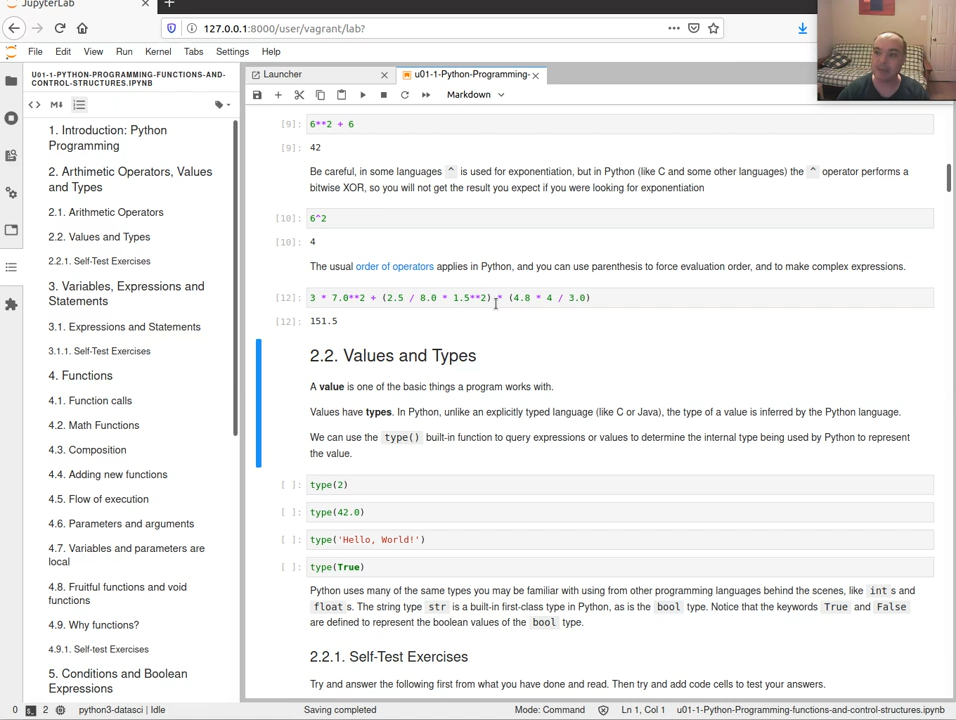 JupyterLab
127.0.0.1:8000/user/vagrant/lab?
File Edit View Run Kernel Tabs Settings Help
U01-1-PYTHON-PROGRAMMING-FUNCTIONS-AND-
CONTROL-STRUCTURES.IPYNB
1. Introduction: Python
Programming
2. Arthimetic Operators, Values
and Types
2.1. Arithmetic Operators
2.2. Values and Types
2.2.1. Self-Test Exercises
3. Variables, Expressions and
Statements
3.1. Expressions and Statements
3.1.1. Self-Test Exercises
4. Functions
4.1. Function calls
4.2. Math Functions
4.3. Composition
4.4. Adding new functions
4.5. Flow of execution
4.6. Parameters and arguments
4.7. Variables and parameters are
local
4.8. Fruitful functions and void
functions
4.9. Why functions?
4.9.1. Self-test Exercises
5. Conditions and Boolean
Expressions
Launcher
u01-1-Python-Programming-
Markdown
[9]: 6**2 + 6
[9]: 42
Be careful, in some languages ^ is used for exponentiation, but in Python (like C and some other languages) the ^ operator performs a
bitwise XOR, so you will not get the result you expect if you were looking for exponentiation
[10]: 6^2
[10]: 4
The usual order of operators applies in Python, and you can use parenthesis to force evaluation order, and to make complex expressions.
[12]: 3 * 7.0**2 + (2.5 / 8.0 * 1.5**2) * (4.8 * 4 / 3.0)
[12]: 151.5
2.2. Values and Types
A value is one of the basic things a program works with.
Values have types. In Python, unlike an explicitly typed language (like C or Java), the type of a value is inferred by the Python language.
We can use the type() built-in function to query expressions or values to determine the internal type being used by Python to represent
the value.
[ ]: type(2)
[ ]: type(42.0)
[ ]: type('Hello, World!')
[ ]: type(True)
Python uses many of the same types you may be familiar with using from other programming languages behind the scenes, like int s and
float s. The string type str is a built-in first-class type in Python, as is the bool type. Notice that the keywords True and False
are defined to represent the boolean values of the bool type.
2.2.1. Self-Test Exercises
Try and answer the following first from what you have done and read. Then try and add code cells to test your answers.
0 2 python3-datasci | Idle Saving completed Mode: Command Ln 1, Col 1 u01-1-Python-Programming-functions-and-control-structures.ipynb